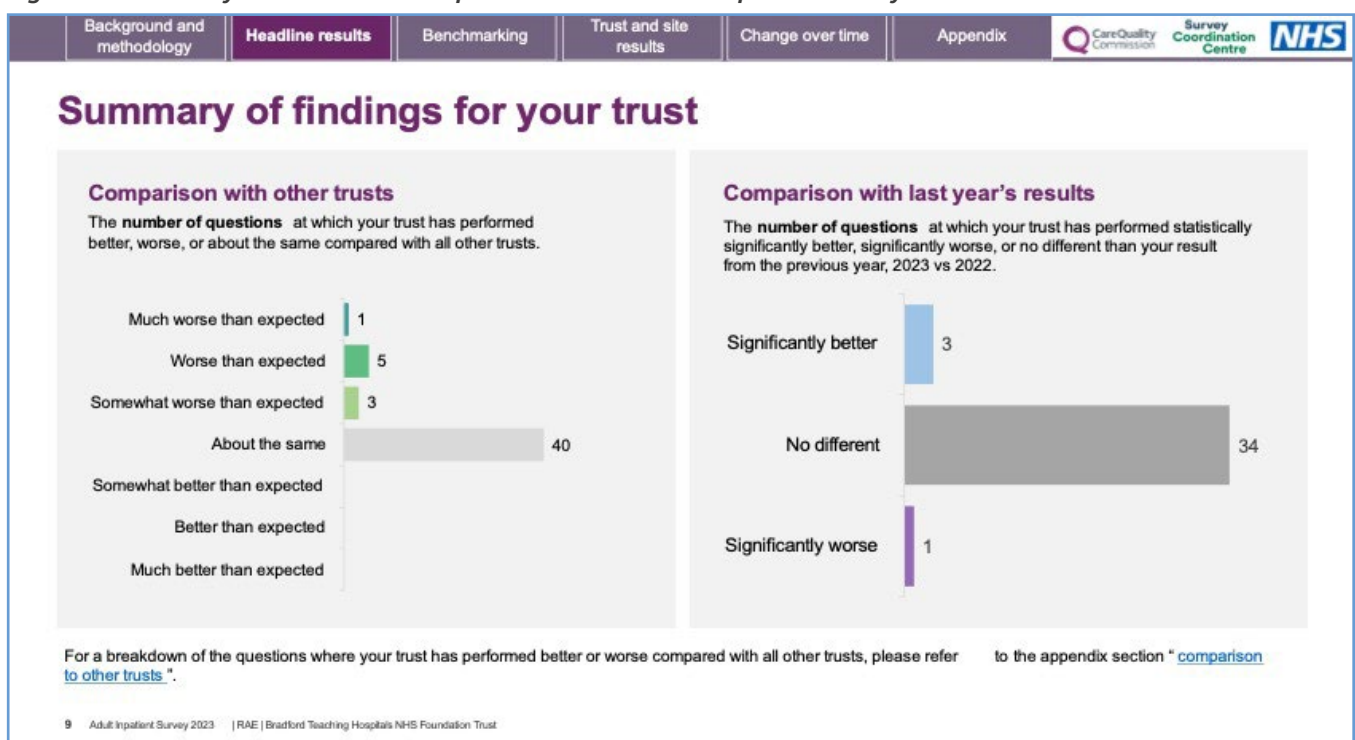 Background and
methodology
Headline results
Benchmarking
Trust and site
results
Change over time
Appendix
CareQuality
Commission
Survey
Coordination
Centre
NHS
Summary of findings for your trust
Comparison with other trusts
The number of questions at which your trust has performed
better, worse, or about the same compared with all other trusts.
Much worse than expected 1
Worse than expected 5
Somewhat worse than expected 3
About the same 40
Somewhat better than expected
Better than expected
Much better than expected
Comparison with last year's results
The number of questions at which your trust has performed statistically
significantly better, significantly worse, or no different than your result
from the previous year, 2023 vs 2022.
Significantly better 3
No different 34
Significantly worse 1
For a breakdown of the questions where your trust has performed better or worse compared with all other trusts, please refer to the appendix section " comparison
to other trusts ".
9 Adult Inpatient Survey 2023 | RAE | Bradford Teaching Hospitals NHS Foundation Trust